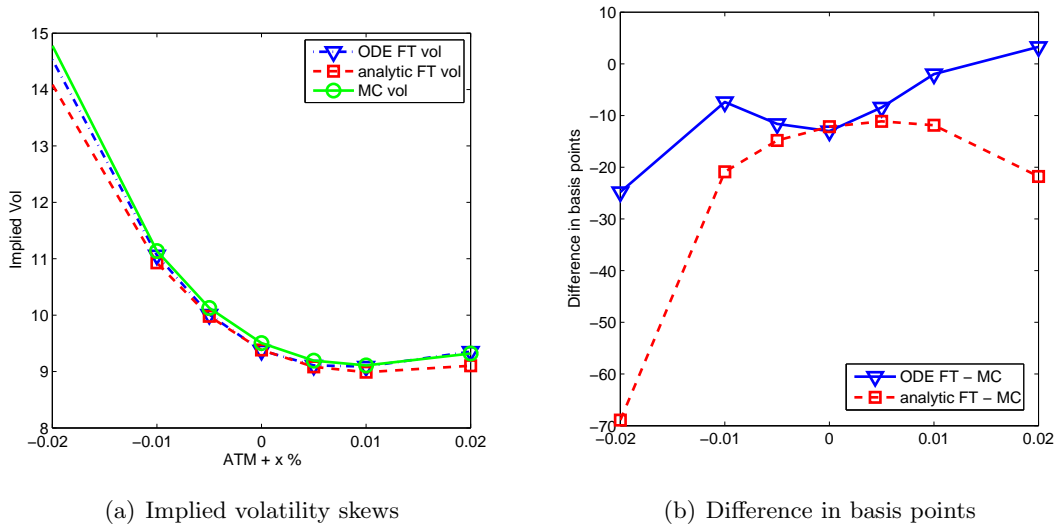 15
14
13
12
11
10
9
8
Implied Vol
ODE FT vol
analytic FT vol
MC vol
−0.02 −0.01 0 0.01 0.02
ATM + x %
(a) Implied volatility skews
10
0
−10
−20
−30
−40
−50
−60
−70
Difference in basis points
ODE FT − MC
analytic FT − MC
−0.02 −0.01 0 0.01 0.02
(b) Difference in basis points